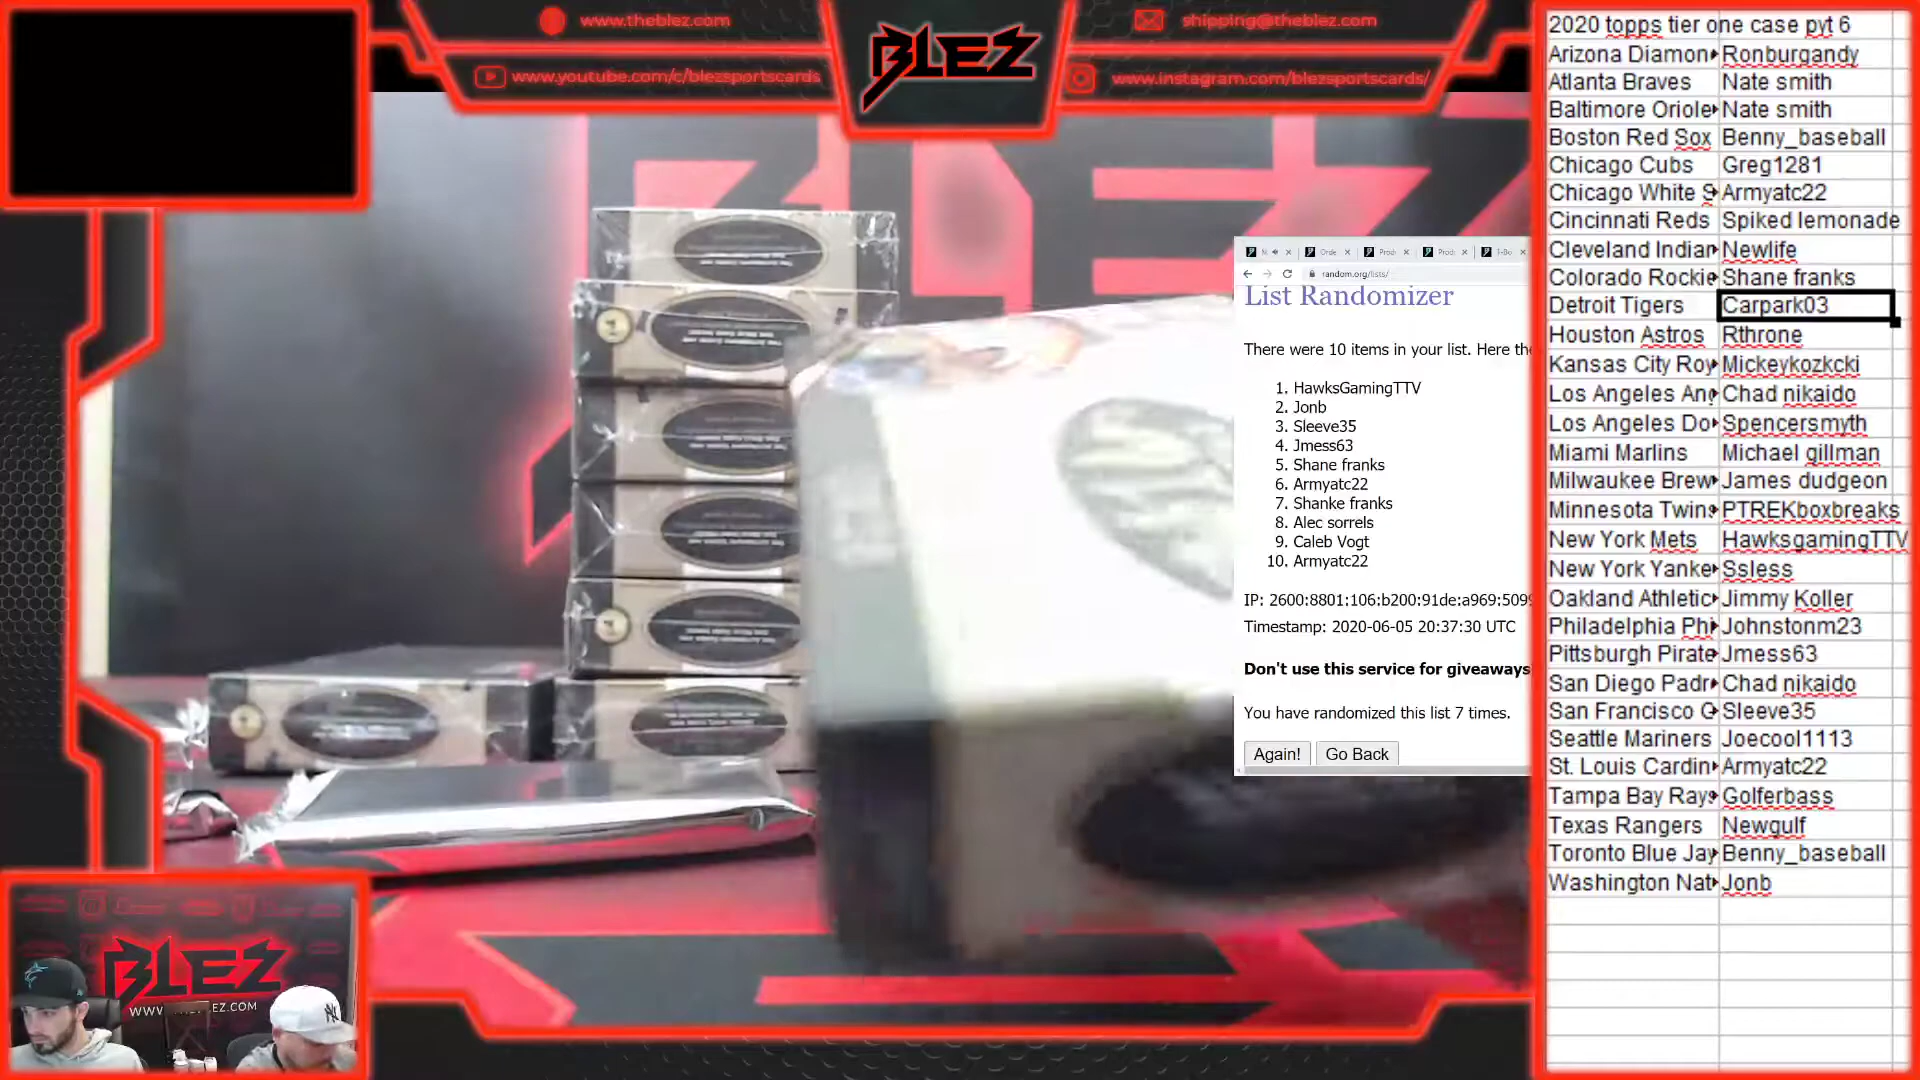 www.theblez.com
www.youtube.com/c/blezsportscards
BLEZ
shipping@theblez.com
www.instagram.com/blezsportscards/
BLEZ
random.org/lists/
List Randomizer
There were 10 items in your list. Here the
1. HawksGamingTTV
2. Jonb
3. Sleeve35
4. Jmess63
5. Shane franks
6. Armyatc22
7. Shanke franks
8. Alec sorrels
9. Caleb Vogt
10. Armyatc22
IP: 2600:8801:106:b200:91de:a969:5099
Timestamp: 2020-06-05 20:37:30 UTC
Don't use this service for giveaways
You have randomized this list 7 times.
Again! Go Back
2020 topps tier one case pyt 6
Arizona Diamon Ronburgandy
Atlanta Braves Nate smith
Baltimore Oriole Nate smith
Boston Red Sox Benny_baseball
Chicago Cubs Greg1281
Chicago White S Armyatc22
Cincinnati Reds Spiked lemonade
Cleveland Indian Newlife
Colorado Rockie Shane franks
Detroit Tigers Carpark03
Houston Astros Rthrone
Kansas City Roy Mickeykozkcki
Los Angeles Ang Chad nikaido
Los Angeles Do Spencersmyth
Miami Marlins Michael gillman
Milwaukee Brew James dudgeon
Minnesota Twins PTREKboxbreaks
New York Mets HawksgamingTTV
New York Yanke Ssless
Oakland Athletic Jimmy Koller
Philadelphia Phi Johnstonm23
Pittsburgh Pirate Jmess63
San Diego Padr Chad nikaido
San Francisco G Sleeve35
Seattle Mariners Joecool1113
St. Louis Cardin Armyatc22
Tampa Bay Rays Golferbass
Texas Rangers Newgulf
Toronto Blue Jay Benny_baseball
Washington Nat Jonb
BLEZ